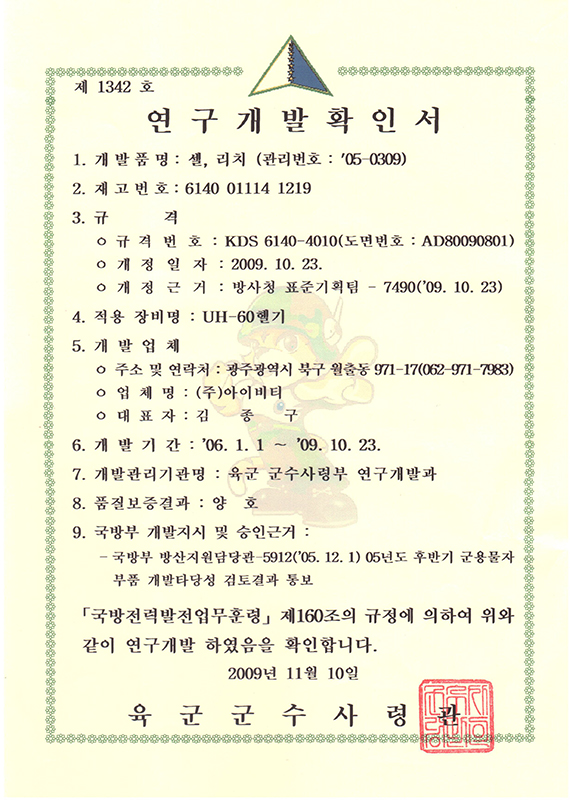 제 1342 호
연 구 개 발 확 인 서
1. 개 발 품 명 : 셀, 리치 (관리번호 : '05-0309)
2. 재 고 번 호 : 6140 01114 1219
3. 규 격
o 규 격 번 호 : KDS 6140-4010(도면번호 : AD80090801)
o 개 정 일 자 : 2009. 10. 23.
o 개 정 근 거 : 방사청 표준기획팀 - 7490('09. 10. 23)
4. 적용 장비명 : UH-60헬기
5. 개 발 업 체
o 주소 및 연락처 : 광주광역시 북구 월출동 971-17(062-971-7983)
o 업 체 명 : (주)아이비티
o 대 표 자 : 김 종 구
6. 개 발 기 간 : '06. 1. 1 ~ '09. 10. 23.
7. 개발관리기관명 : 육군 군수사령부 연구개발과
8. 품질보증결과 : 양 호
9. 국방부 개발지시 및 승인근거 :
- 국방부 방산지원담당관-5912('05. 12. 1) 05년도 후반기 군용물자
부품 개발타당성 검토결과 통보
「국방전력발전업무훈령」 제160조의 규정에 의하여 위와
같이 연구개발 하였음을 확인합니다.
2009년 11월 10일
육 군 군 수 사 령 관